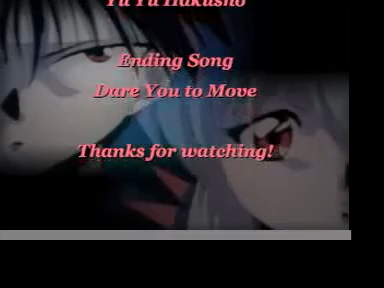 Yu Yu Hakusho
Ending Song
Dare You to Move
Thanks for watching!